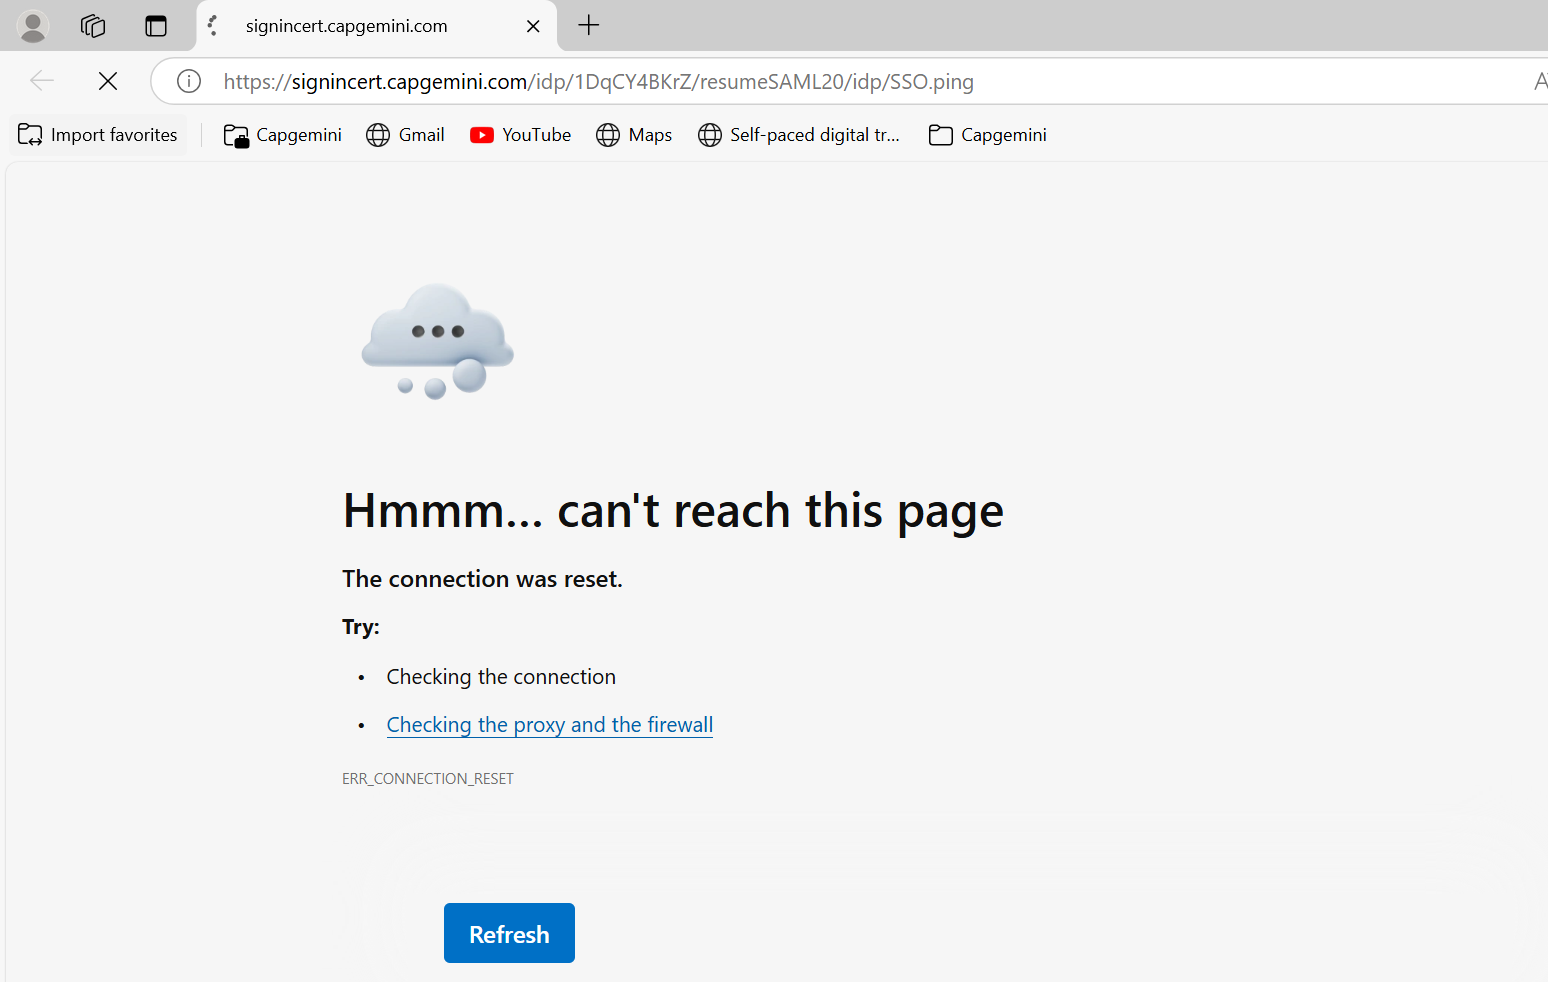 signincert.capgemini.com
https://signincert.capgemini.com/idp/1DqCY4BKrZ/resumeSAML20/idp/SSO.ping
Import favorites Capgemini Gmail YouTube Maps Self-paced digital tr... Capgemini
Hmmm... can't reach this page
The connection was reset.
Try:
• Checking the connection
• Checking the proxy and the firewall
ERR_CONNECTION_RESET
Refresh